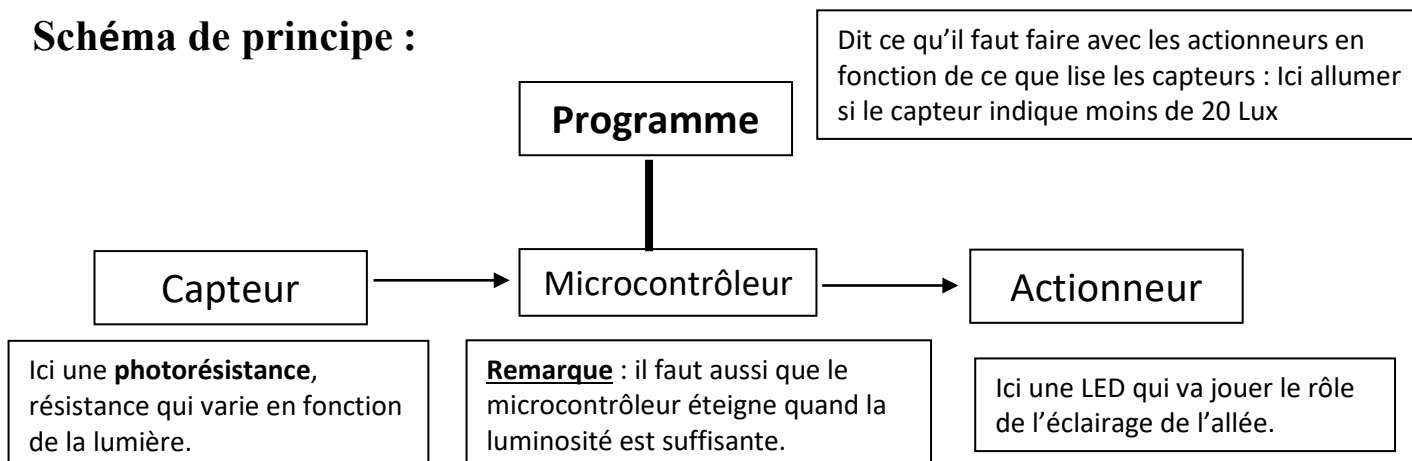 Schéma de principe :
Dit ce qu'il faut faire avec les actionneurs en
fonction de ce que lise les capteurs : Ici allumer
si le capteur indique moins de 20 Lux
Programme
Capteur
Microcontrôleur
Actionneur
Ici une photorésistance,
résistance qui varie en fonction
de la lumière.
Remarque : il faut aussi que le
microcontrôleur éteigne quand la
luminosité est suffisante.
Ici une LED qui va jouer le rôle
de l'éclairage de l'allée.